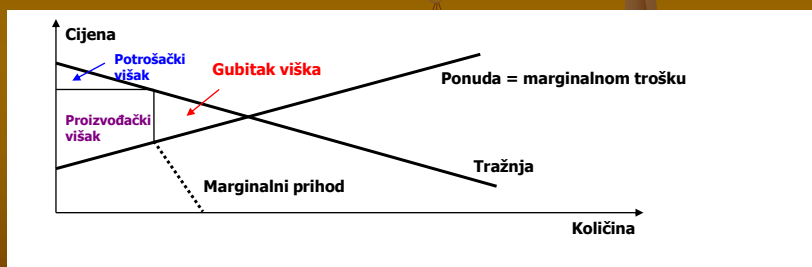 Cijena
Potrošački
višak
Gubitak viška
Ponuda = marginalnom trošku
Proizvođački
višak
Tražnja
Marginalni prihod
Količina